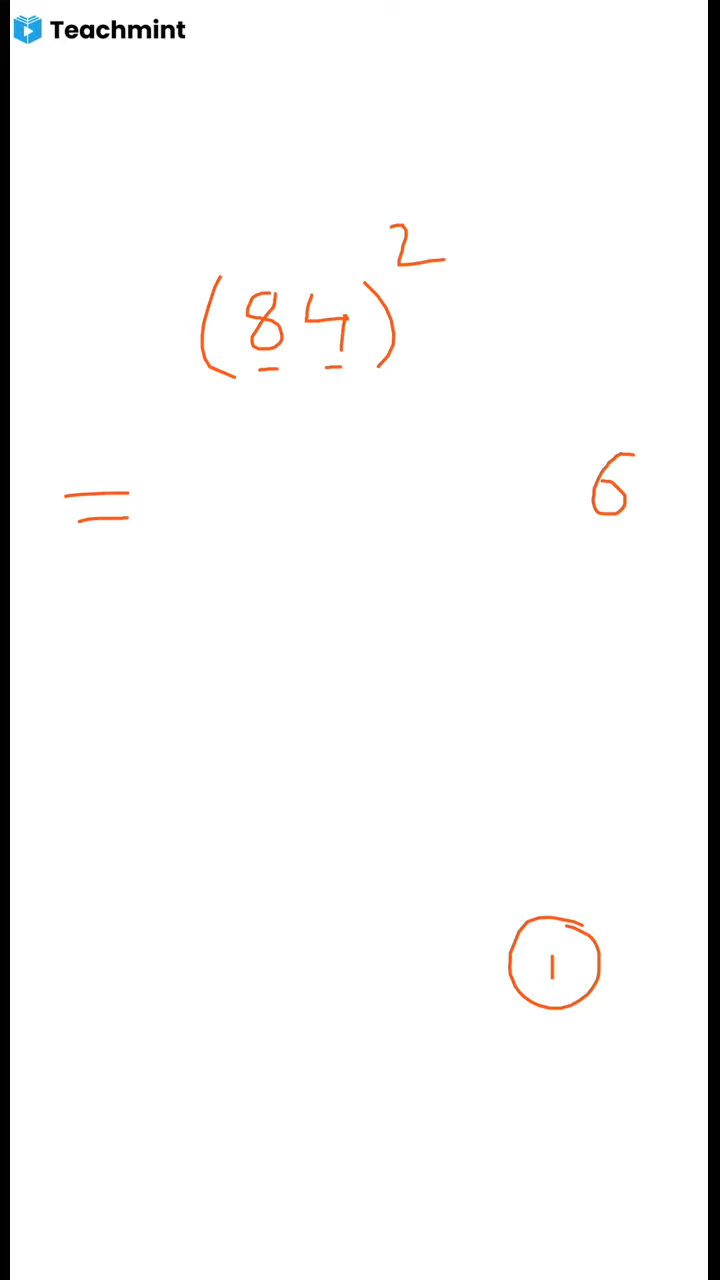 Teachmint
(84)²
= 6
1